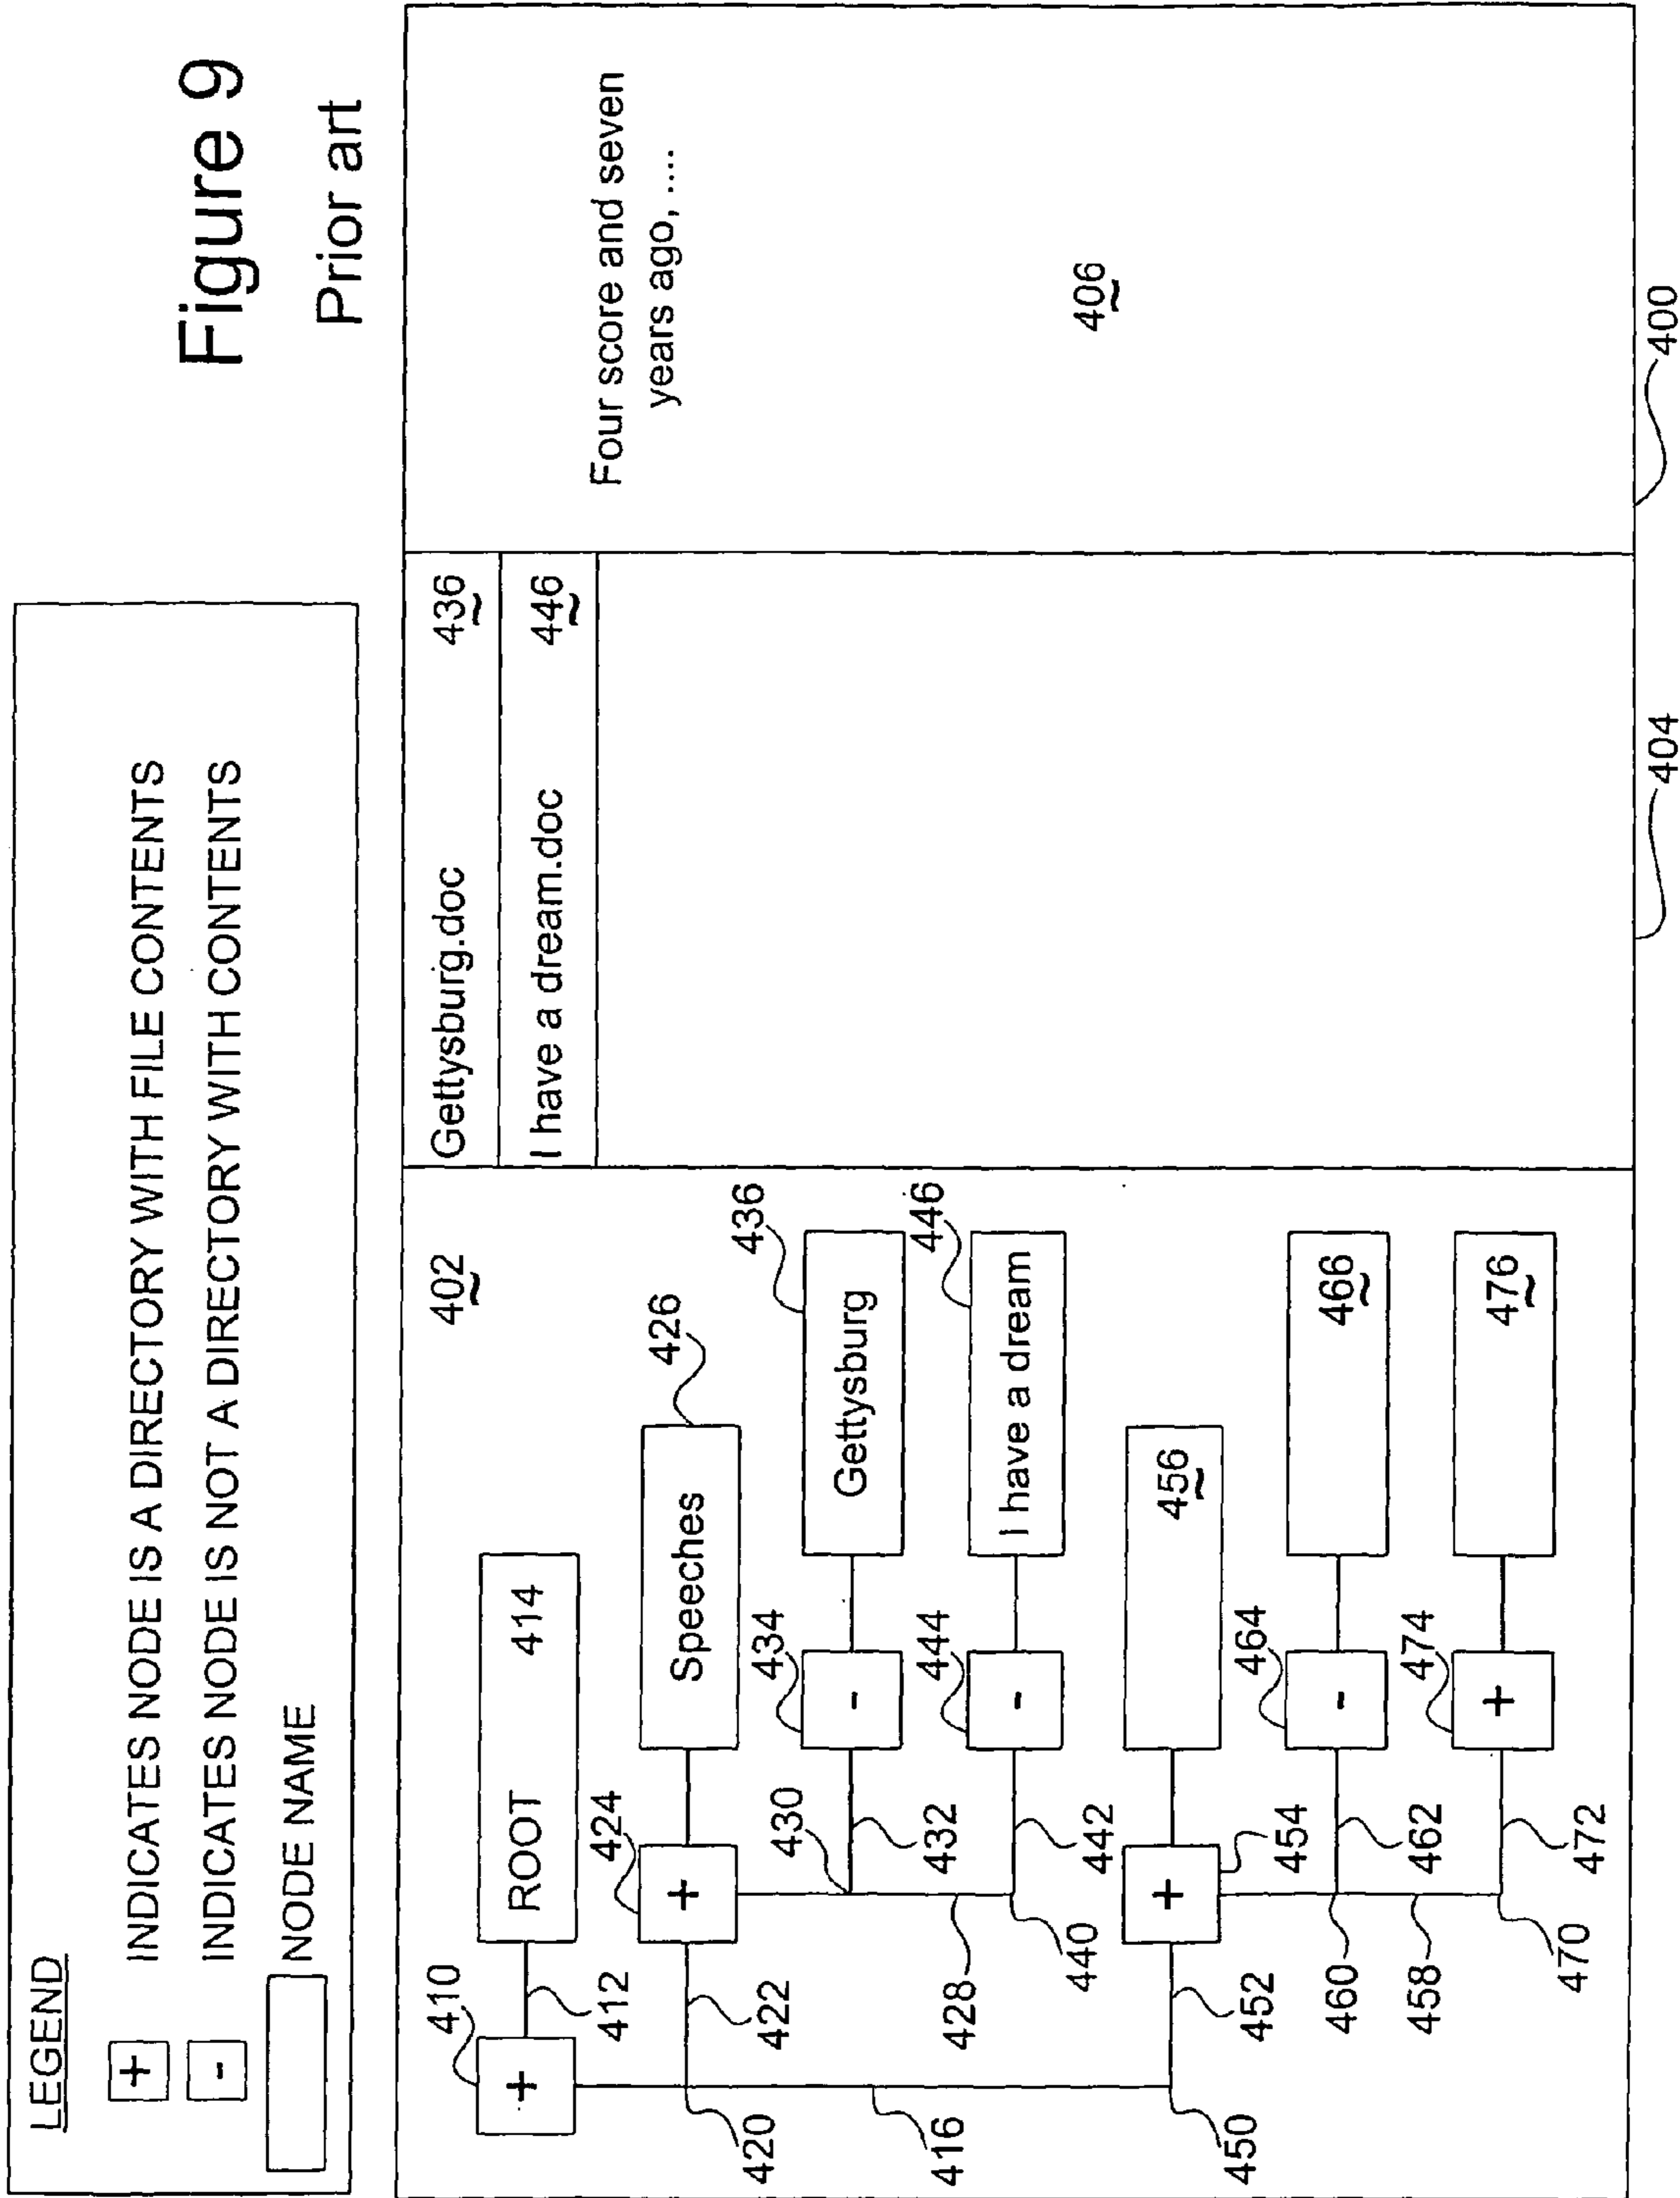 LEGEND
+ INDICATES NODE IS A DIRECTORY WITH FILE CONTENTS
- INDICATES NODE IS NOT A DIRECTORY WITH CONTENTS
NODE NAME
Figure 9
Prior art
410
+
412
ROOT 414
402
420
422
424
+
Speeches
426
416
430
432
434
-
Gettysburg
436
428
440
442
444
-
I have a dream
446
450
452
+
454
456
460
462
464
-
466
458
470
472
474
+
476
Gettysburg.doc 436
I have a dream.doc 446
404
Four score and seven
years ago, ....
406
400